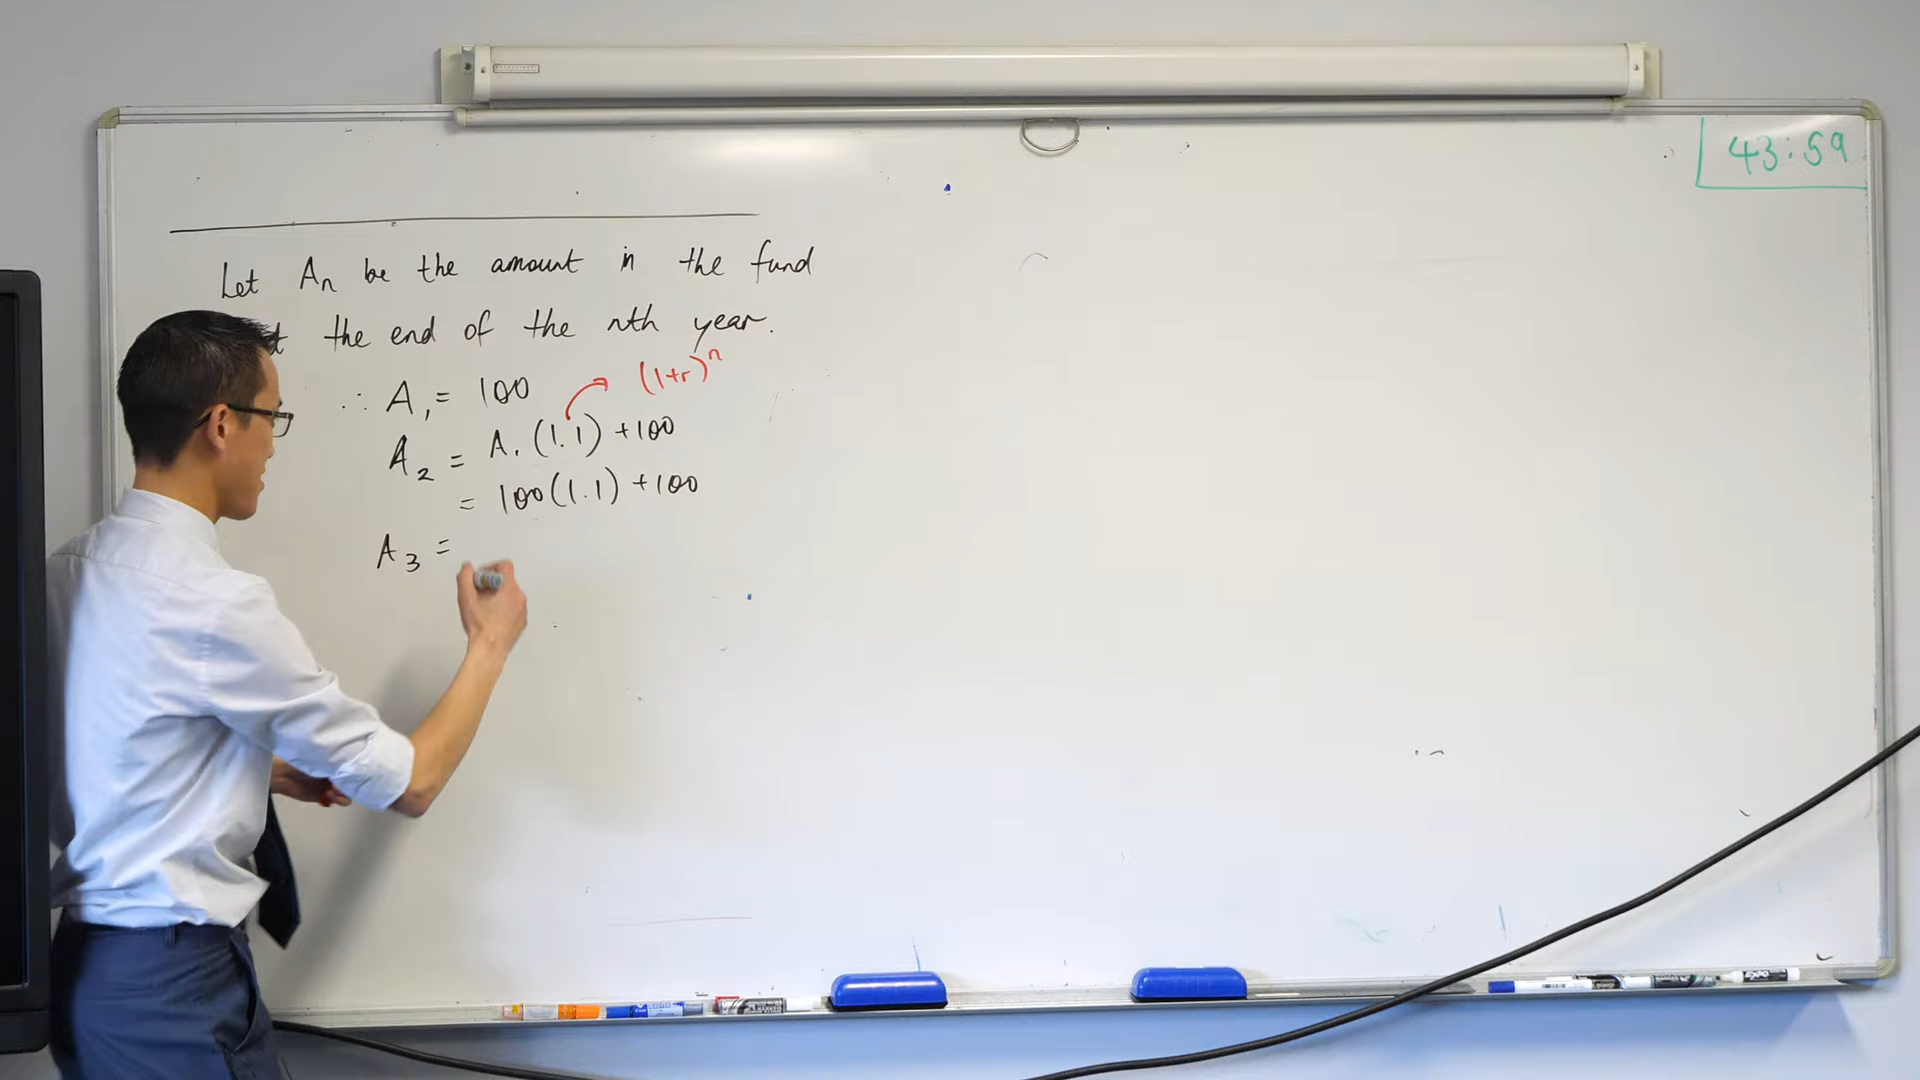 43:59
Let An be the amount in the fund
the end of the nth year.
∴ A₁ = 100
(1+r)ⁿ
A₂ = A₁ (1.1) +100
= 100(1.1) +100
A₃ =
EXPO